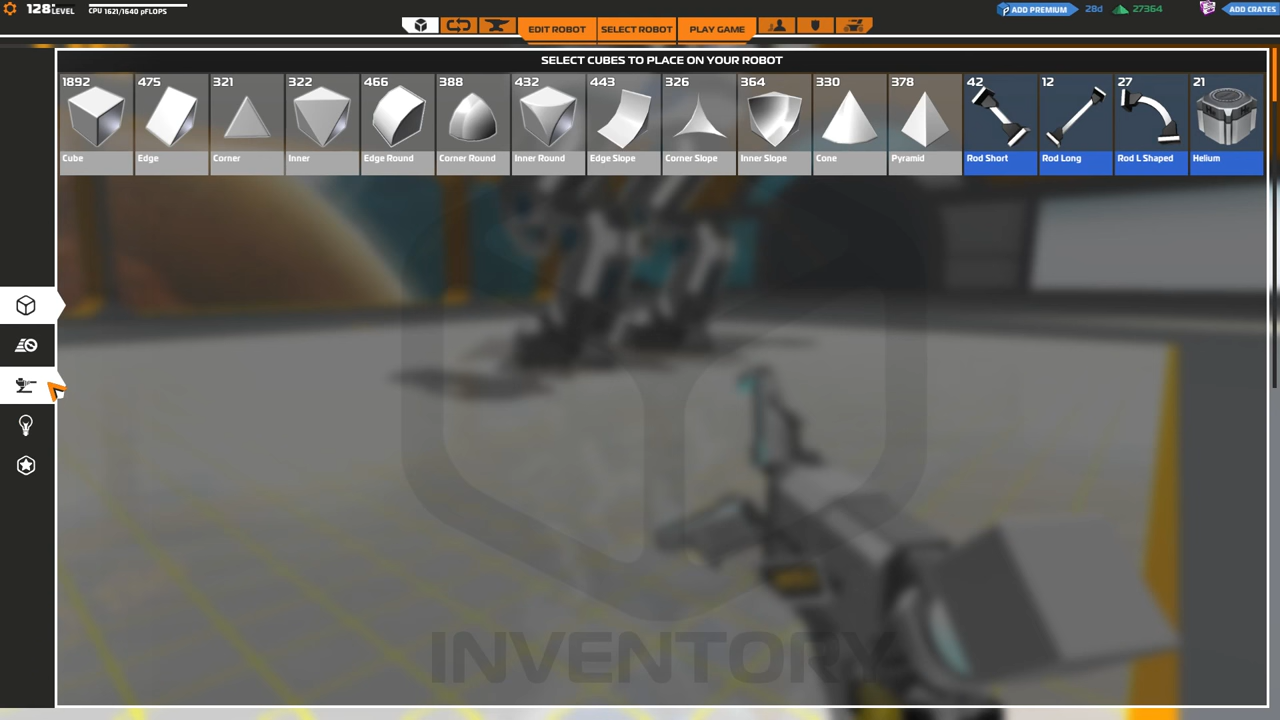 128 LEVEL
CPU 1621/1640 pFLOPS
ADD PREMIUM 28d 27364 ADD CRATES
EDIT ROBOT SELECT ROBOT PLAY GAME
SELECT CUBES TO PLACE ON YOUR ROBOT
1892 475 321 322 466 388 432 443 326 364 330 378 42 12 27 21
Cube Edge Corner Inner Edge Round Corner Round Inner Round Edge Slope Corner Slope Inner Slope Cone Pyramid Rod Short Rod Long Rod L Shaped Helium
INVENTORY